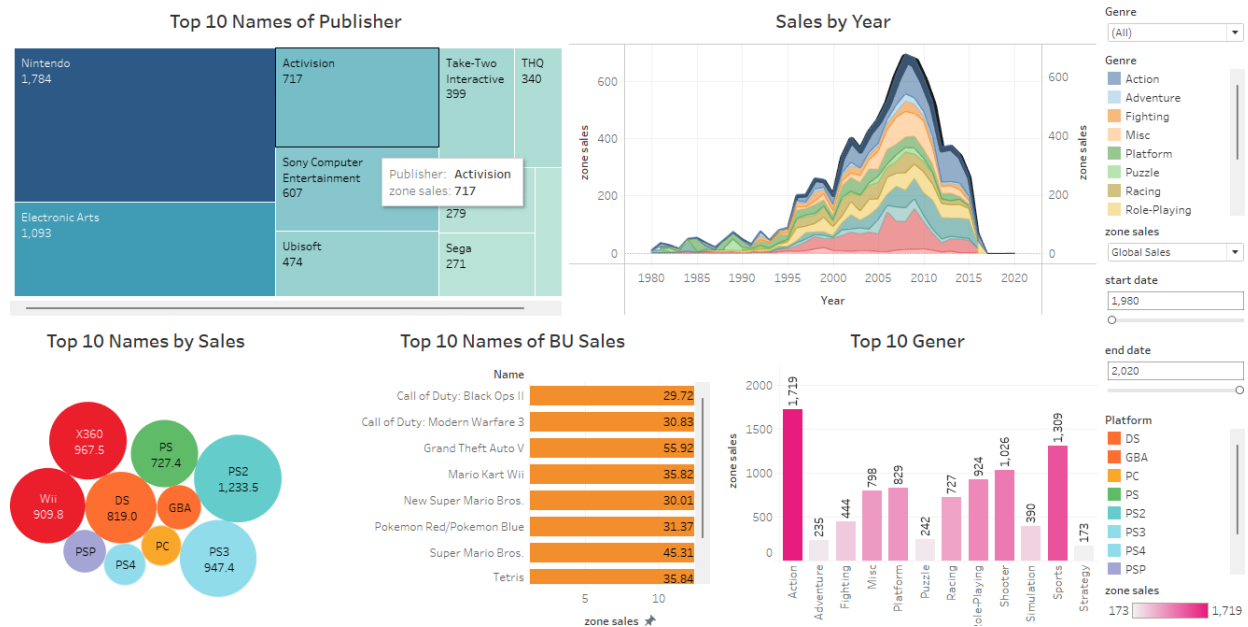 Top 10 Names of Publisher
Nintendo
1,784
Electronic Arts
1,093
Activision
717
Sony Computer
Entertainment
607
Ubisoft
474
Take-Two
Interactive
399
THQ
340
279
Sega
271
Publisher: Activision
zone sales: 717
Sales by Year
zone sales
600
400
200
0
600
400
200
0
zone sales
1980 1985 1990 1995 2000 2005 2010 2015 2020
Year
Genre
(All)
Genre
Action
Adventure
Fighting
Misc
Platform
Puzzle
Racing
Role-Playing
zone sales
Global Sales
start date
1,980
end date
2,020
Platform
DS
GBA
PC
PS
PS2
PS3
PS4
PSP
zone sales
173 1,719
Top 10 Names by Sales
X360
967.5
PS
727.4
PS2
1,233.5
Wii
909.8
DS
819.0
GBA
PSP
PS4
PC
PS3
947.4
Top 10 Names of BU Sales
Name
Call of Duty: Black Ops II 29.72
Call of Duty: Modern Warfare 3 30.83
Grand Theft Auto V 55.92
Mario Kart Wii 35.82
New Super Mario Bros. 30.01
Pokemon Red/Pokemon Blue 31.37
Super Mario Bros. 45.31
Tetris 35.84
5 10
zone sales
Top 10 Gener
zone sales
2000
1500
1000
500
0
1,719
235
444
798
829
242
727
924
1,026
390
1,309
173
Action
Adventure
Fighting
Misc
Platform
Puzzle
Racing
Role-Playing
Shooter
Simulation
Sports
Strategy